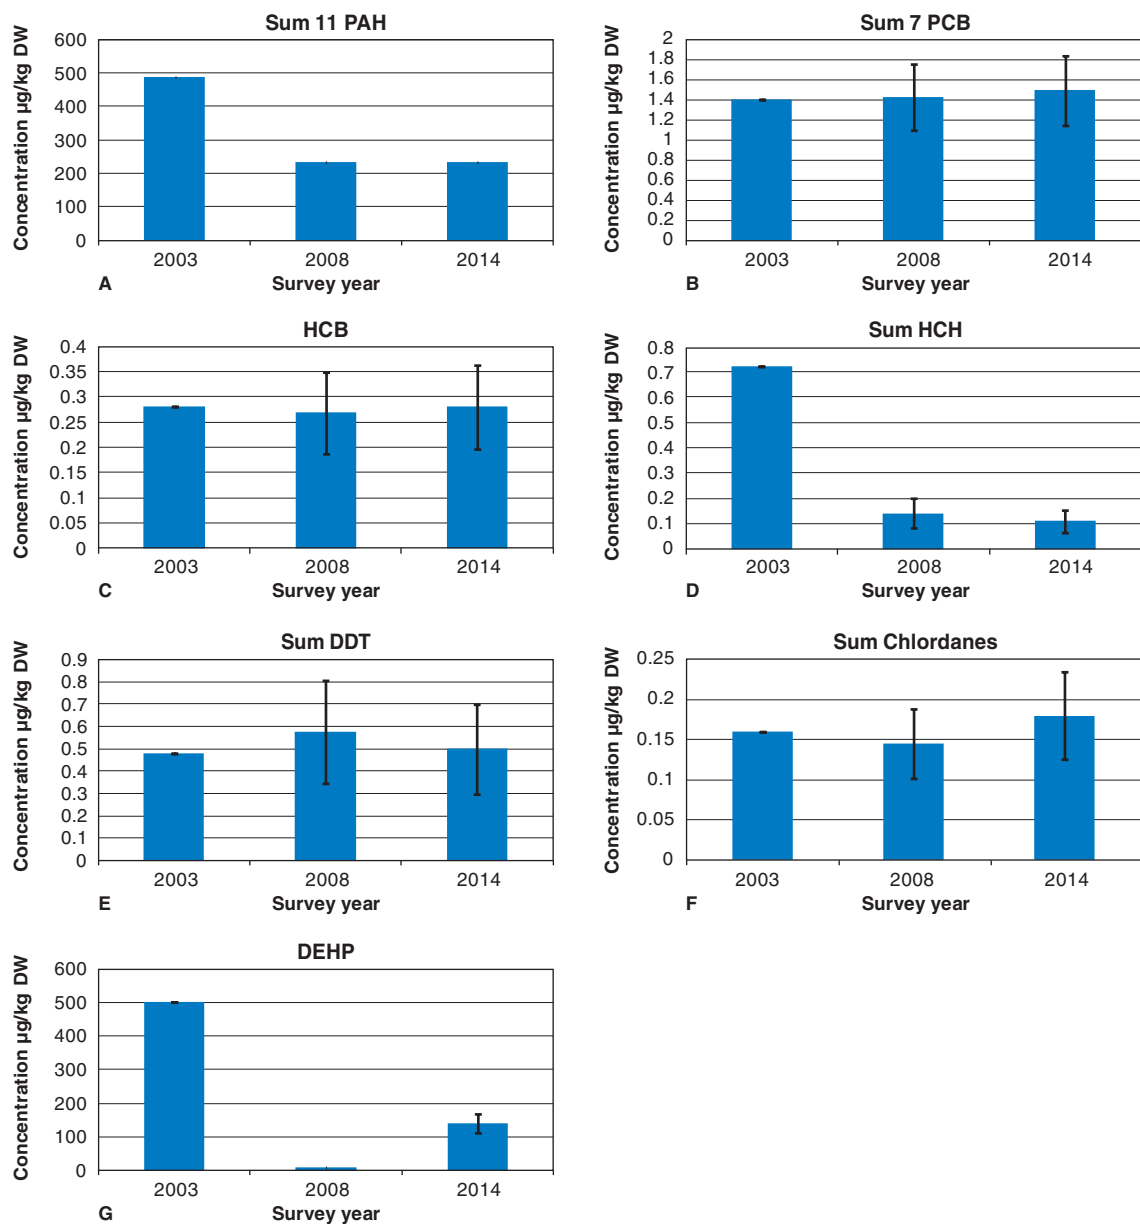 Sum 11 PAH
Concentration µg/kg DW
600
500
400
300
200
100
0
2003 2008 2014
A Survey year
Sum 7 PCB
Concentration µg/kg DW
2
1.8
1.6
1.4
1.2
1
0.8
0.6
0.4
0.2
0
2003 2008 2014
B Survey year
HCB
Concentration µg/kg DW
0.4
0.35
0.3
0.25
0.2
0.15
0.1
0.05
0
2003 2008 2014
C Survey year
Sum HCH
Concentration µg/kg DW
0.8
0.7
0.6
0.5
0.4
0.3
0.2
0.1
0
2003 2008 2014
D Survey year
Sum DDT
Concentration µg/kg DW
0.9
0.8
0.7
0.6
0.5
0.4
0.3
0.2
0.1
0
2003 2008 2014
E Survey year
Sum Chlordanes
Concentration µg/kg DW
0.25
0.2
0.15
0.1
0.05
0
2003 2008 2014
F Survey year
DEHP
Concentration µg/kg DW
600
500
400
300
200
100
0
2003 2008 2014
G Survey year